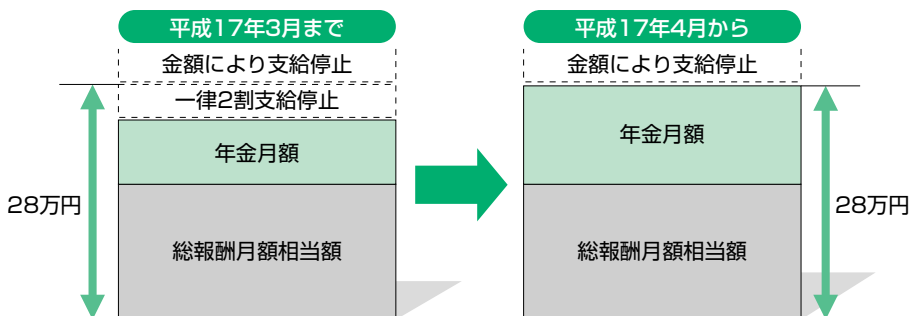 平成17年3月まで
金額により支給停止
一律2割支給停止
年金月額
総報酬月額相当額
28万円
平成17年4月から
金額により支給停止
年金月額
総報酬月額相当額
28万円